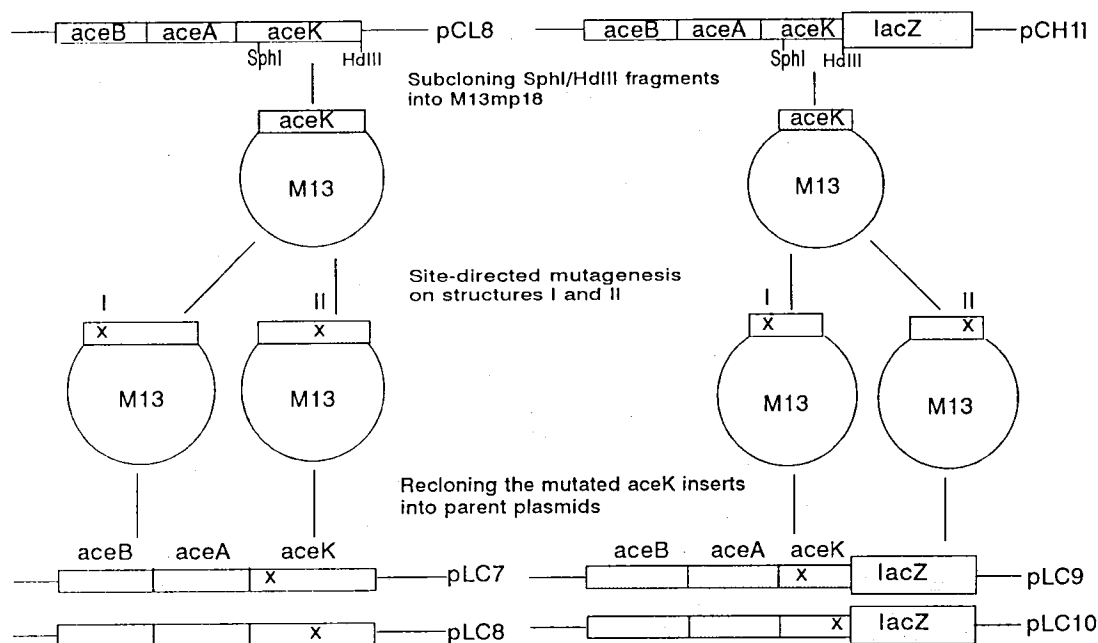 aceB aceA aceK pCL8
SphI HdIII
aceB aceA aceK lacZ pCH11
SphI HdIII
Subcloning SphI/HdIII fragments
into M13mp18
aceK
M13
aceK
M13
Site-directed mutagenesis
on structures I and II
I
x
M13
II
x
M13
I
x
M13
II
x
M13
Recloning the mutated aceK inserts
into parent plasmids
aceB aceA aceK
x pLC7
x pLC8
aceB aceA aceK
x lacZ pLC9
x lacZ pLC10